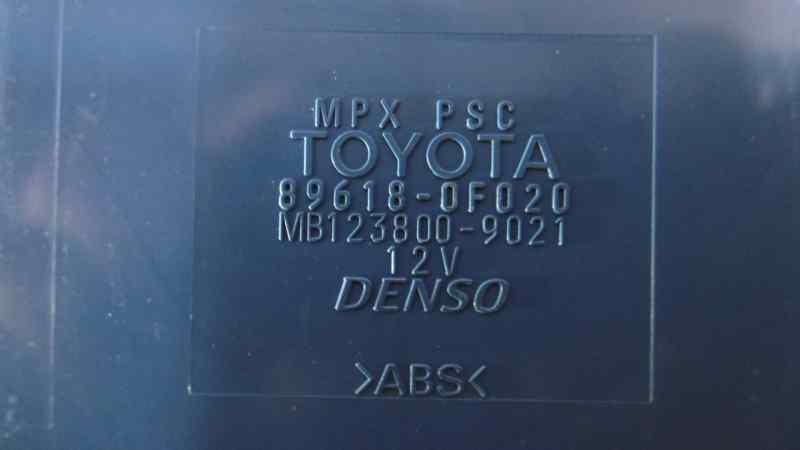 MPX PSC
TOYOTA
89618-0F020
MB123800-9021
12V
DENSO
>ABS<